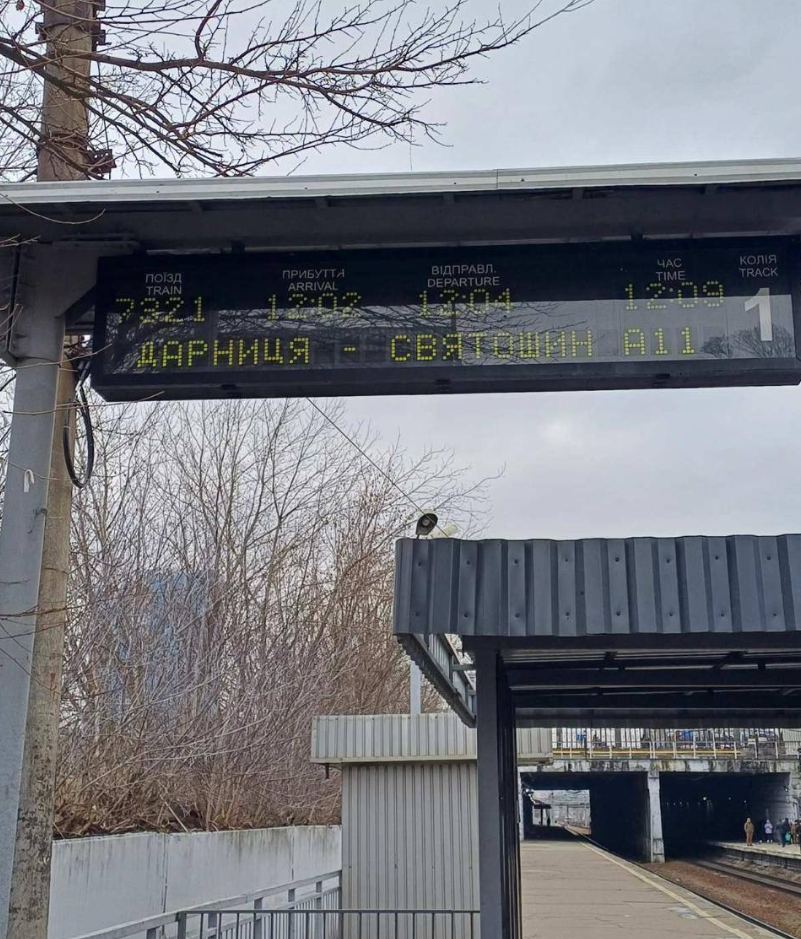 ПОЇЗД ПРИБУТТЯ ВІДПРАВЛ. ЧАС КОЛІЯ
TRAIN ARRIVAL DEPARTURE TIME TRACK
7321 12:02 12:04 12:09 1
ДАРНИЦЯ - СВЯТОШИН А11